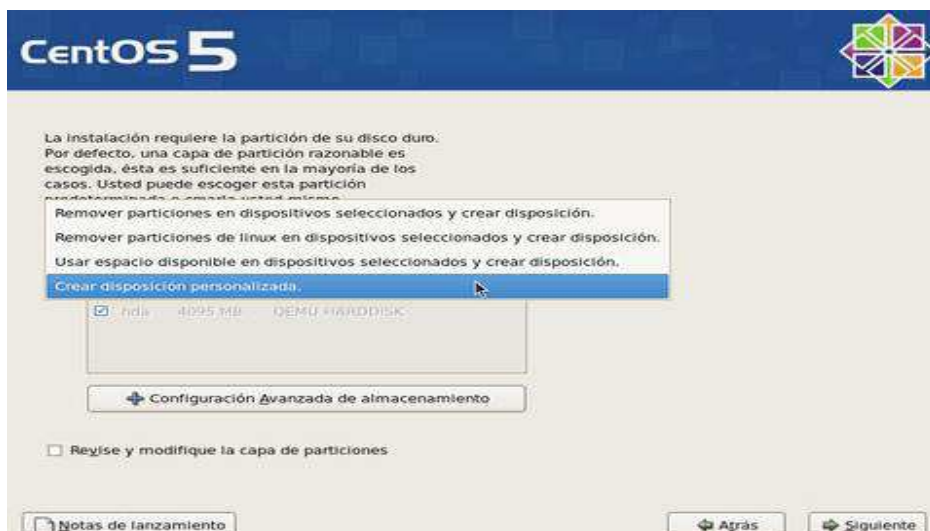 CentOS 5
La instalación requiere la partición de su disco duro.
Por defecto, una capa de partición razonable es
escogida, ésta es suficiente en la mayoría de los
casos. Usted puede escoger esta partición
Remover particiones en dispositivos seleccionados y crear disposición.
Remover particiones de linux en dispositivos seleccionados y crear disposición.
Usar espacio disponible en dispositivos seleccionados y crear disposición.
Crear disposición personalizada.
hda 4095 MB QEMU HARDDISK
Configuración Avanzada de almacenamiento
Revise y modifique la capa de particiones
Notas de lanzamiento
Atrás
Siguiente